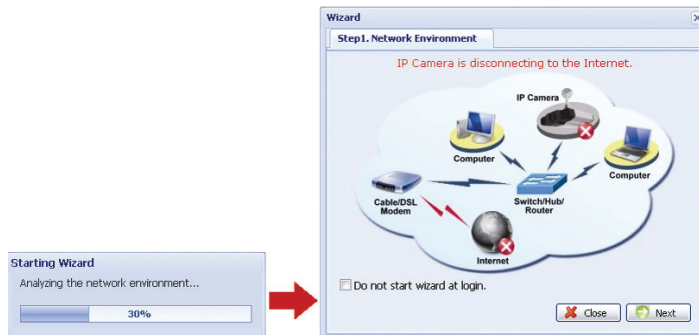 Starting Wizard
Analyzing the network environment...
30%
Wizard
Step1. Network Environment
IP Camera is disconnecting to the Internet.
IP Camera
Computer
Computer
Cable/DSL
Modem
Switch/Hub/
Router
Internet
Do not start wizard at login.
Close
Next